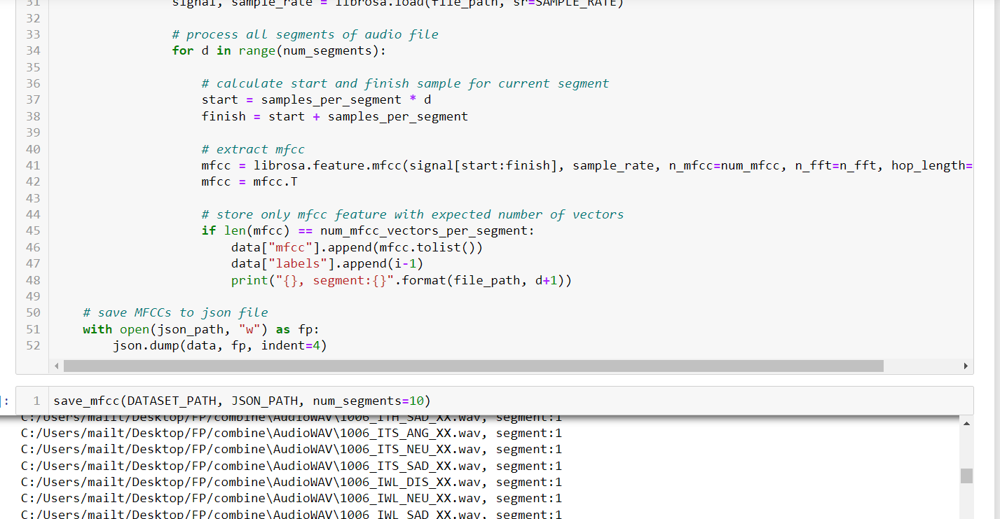 31 signal, sample_rate = librosa.load(file_path, sr=SAMPLE_RATE)
32
33 # process all segments of audio file
34 for d in range(num_segments):
35
36 # calculate start and finish sample for current segment
37 start = samples_per_segment * d
38 finish = start + samples_per_segment
39
40 # extract mfcc
41 mfcc = librosa.feature.mfcc(signal[start:finish], sample_rate, n_mfcc=num_mfcc, n_fft=n_fft, hop_length=
42 mfcc = mfcc.T
43
44 # store only mfcc feature with expected number of vectors
45 if len(mfcc) == num_mfcc_vectors_per_segment:
46 data["mfcc"].append(mfcc.tolist())
47 data["labels"].append(i-1)
48 print("{}, segment:{}".format(file_path, d+1))
49
50 # save MFCCs to json file
51 with open(json_path, "w") as fp:
52 json.dump(data, fp, indent=4)
]: 1 save_mfcc(DATASET_PATH, JSON_PATH, num_segments=10)
C:/Users/mailt/Desktop/FP/combine\AudioWAV\1006_ITH_SAD_XX.wav, segment:1
C:/Users/mailt/Desktop/FP/combine\AudioWAV\1006_ITS_ANG_XX.wav, segment:1
C:/Users/mailt/Desktop/FP/combine\AudioWAV\1006_ITS_NEU_XX.wav, segment:1
C:/Users/mailt/Desktop/FP/combine\AudioWAV\1006_ITS_SAD_XX.wav, segment:1
C:/Users/mailt/Desktop/FP/combine\AudioWAV\1006_IWL_DIS_XX.wav, segment:1
C:/Users/mailt/Desktop/FP/combine\AudioWAV\1006_IWL_NEU_XX.wav, segment:1
C:/Users/mailt/Desktop/FP/combine\AudioWAV\1006_IWL_SAD_XX.wav, segment:1